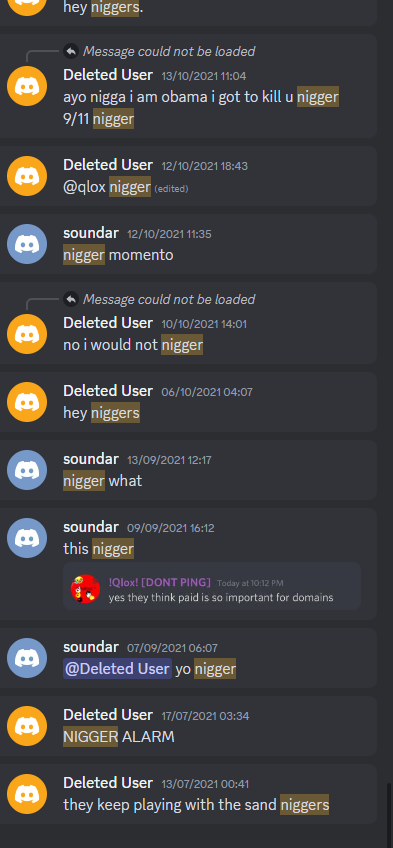 hey niggers.
Message could not be loaded
Deleted User 13/10/2021 11:04
ayo nigga i am obama i got to kill u nigger
9/11 nigger
Deleted User 12/10/2021 18:43
@qlox nigger (edited)
soundar 12/10/2021 11:35
nigger momento
Message could not be loaded
Deleted User 10/10/2021 14:01
no i would not nigger
Deleted User 06/10/2021 04:07
hey niggers
soundar 13/09/2021 12:17
nigger what
soundar 09/09/2021 16:12
this nigger
!Qlox! [DONT PING] Today at 10:12 PM
yes they think paid is so important for domains
soundar 07/09/2021 06:07
@Deleted User yo nigger
Deleted User 17/07/2021 03:34
NIGGER ALARM
Deleted User 13/07/2021 00:41
they keep playing with the sand niggers